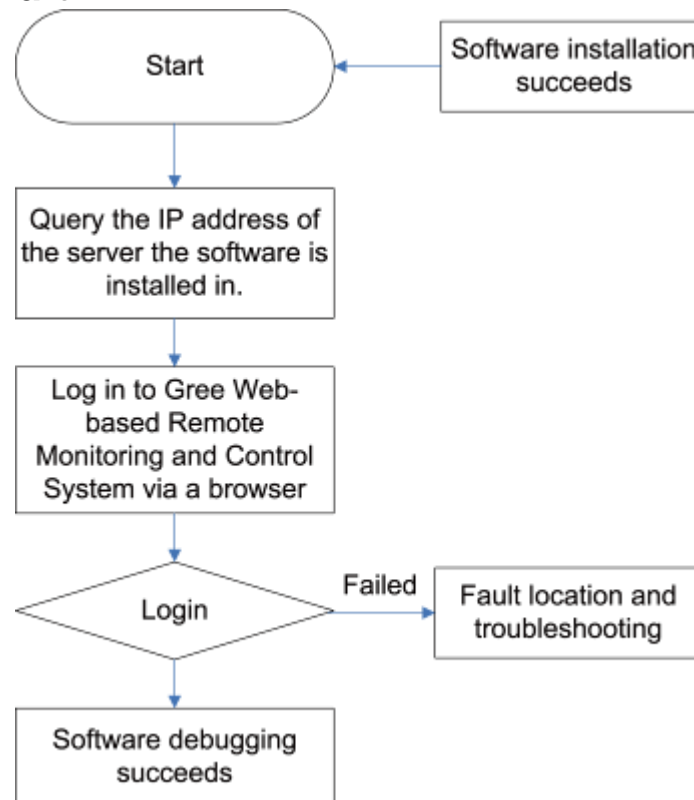 Start
Software installation
succeeds
Query the IP address of
the server the software is
installed in.
Log in to Gree Web-
based Remote
Monitoring and Control
System via a browser
Login
Failed
Fault location and
troubleshooting
Software debugging
succeeds